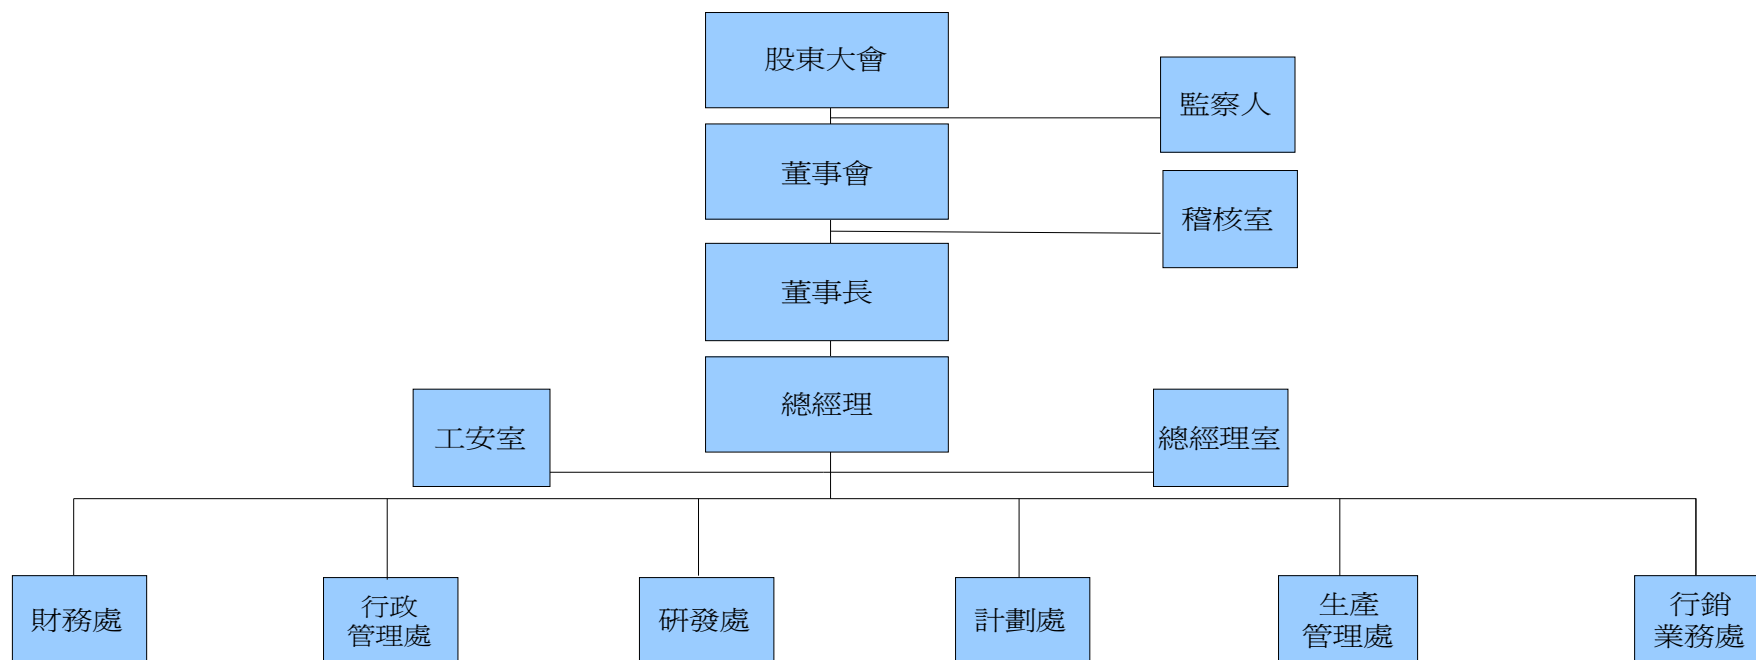 股東大會
監察人
董事會
稽核室
董事長
總經理
工安室
總經理室
財務處
行政
管理處
研發處
計劃處
生產
管理處
行銷
業務處